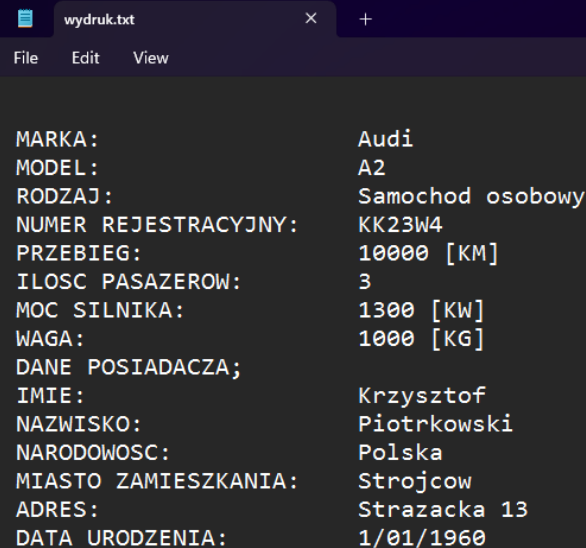 wydruk.txt
File Edit View
MARKA: Audi
MODEL: A2
RODZAJ: Samochod osobowy
NUMER REJESTRACYJNY: KK23W4
PRZEBIEG: 10000 [KM]
ILOSC PASAZEROW: 3
MOC SILNIKA: 1300 [KW]
WAGA: 1000 [KG]
DANE POSIADACZA;
IMIE: Krzysztof
NAZWISKO: Piotrkowski
NARODOWOSC: Polska
MIASTO ZAMIESZKANIA: Strojcow
ADRES: Strazacka 13
DATA URODZENIA: 1/01/1960